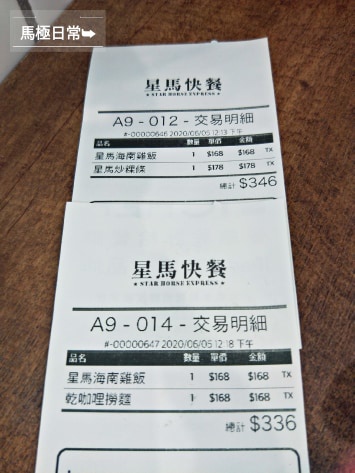 馬極日常➥
星馬快餐
★ STAR HORSE EXPRESS ★
A9 - 012 - 交易明細
#-00000646 2020/06/05 12:13 下午
品名 數量 單價 金額
星馬海南雞飯 1 $168 $168 TX
星馬炒粿條 1 $178 $178 TX
總計 $346
星馬快餐
★ STAR HORSE EXPRESS ★
A9 - 014 - 交易明細
#-00000647 2020/06/05 12:18 下午
品名 數量 單價 金額
星馬海南雞飯 1 $168 $168 TX
乾咖哩撈麵 1 $168 $168 TX
總計 $336